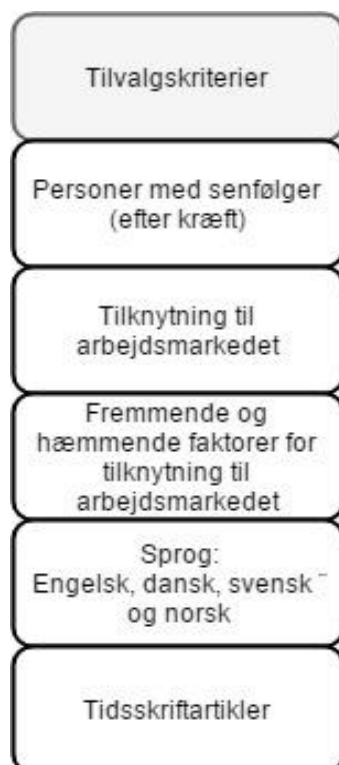 Tilvalgskriterier
Personer med senfølger
(efter kræft)
Tilknytning til
arbejdsmarkedet
Fremmende og
hæmmende faktorer for
tilknytning til
arbejdsmarkedet
Sprog:
Engelsk, dansk, svensk ¨
og norsk
Tidsskriftartikler